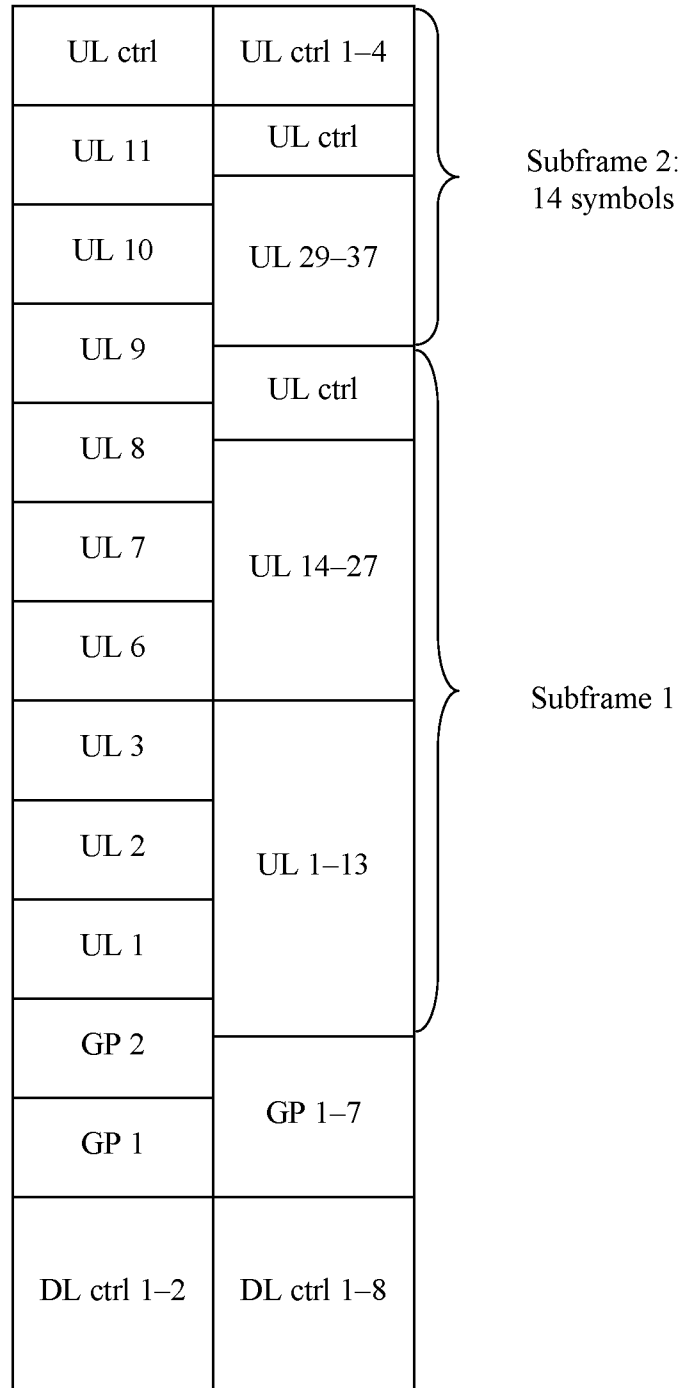 UL ctrl
UL ctrl 1–4
UL 11
UL ctrl
Subframe 2:
14 symbols
UL 10
UL 29–37
UL 9
UL ctrl
UL 8
UL 7
UL 14–27
UL 6
UL 3
Subframe 1
UL 2
UL 1–13
UL 1
GP 2
GP 1–7
GP 1
DL ctrl 1–2
DL ctrl 1–8